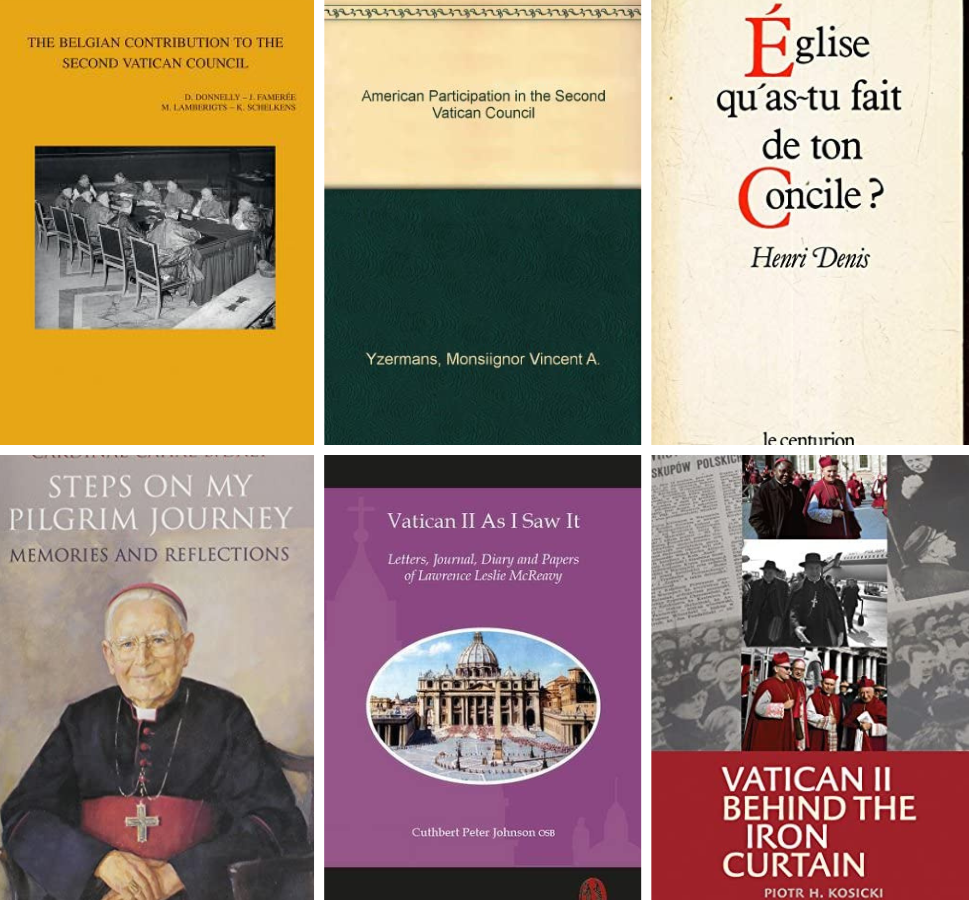 THE BELGIAN CONTRIBUTION TO THE
SECOND VATICAN COUNCIL
D. DONNELLY – J. FAMERÉE
M. LAMBERIGTS – K. SCHELKENS
American Participation in the Second
Vatican Council
Yzermans, Monsiignor Vincent A.
Église
qu'as-tu fait
de ton
Concile ?
Henri Denis
le centurion
STEPS ON MY
PILGRIM JOURNEY
MEMORIES AND REFLECTIONS
Vatican II As I Saw It
Letters, Journal, Diary and Papers
of Lawrence Leslie McReavy
Cuthbert Peter Johnson OSB
SKUPÓW POLSKICH
VATICAN II
BEHIND THE
IRON
CURTAIN
PIOTR H. KOSICKI